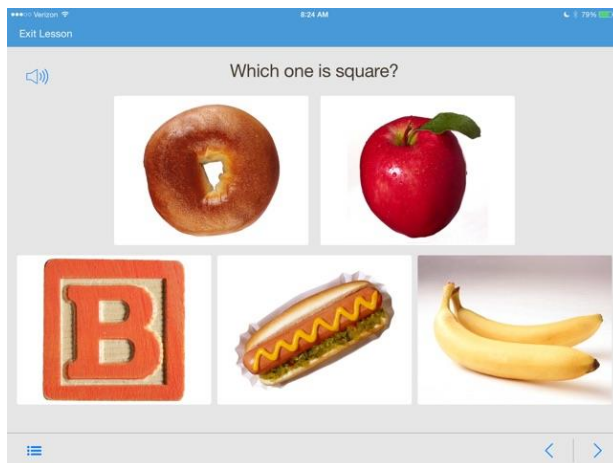 Verizon
8:24 AM
79%
Exit Lesson
Which one is square?
B